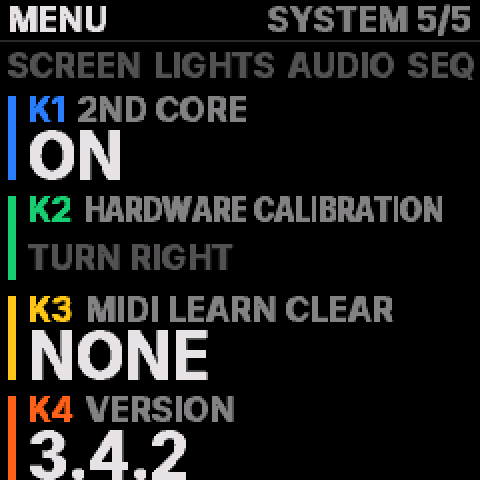 MENU SYSTEM 5/5
SCREEN LIGHTS AUDIO SEQ
K1 2ND CORE
ON
K2 HARDWARE CALIBRATION
TURN RIGHT
K3 MIDI LEARN CLEAR
NONE
K4 VERSION
3.4.2